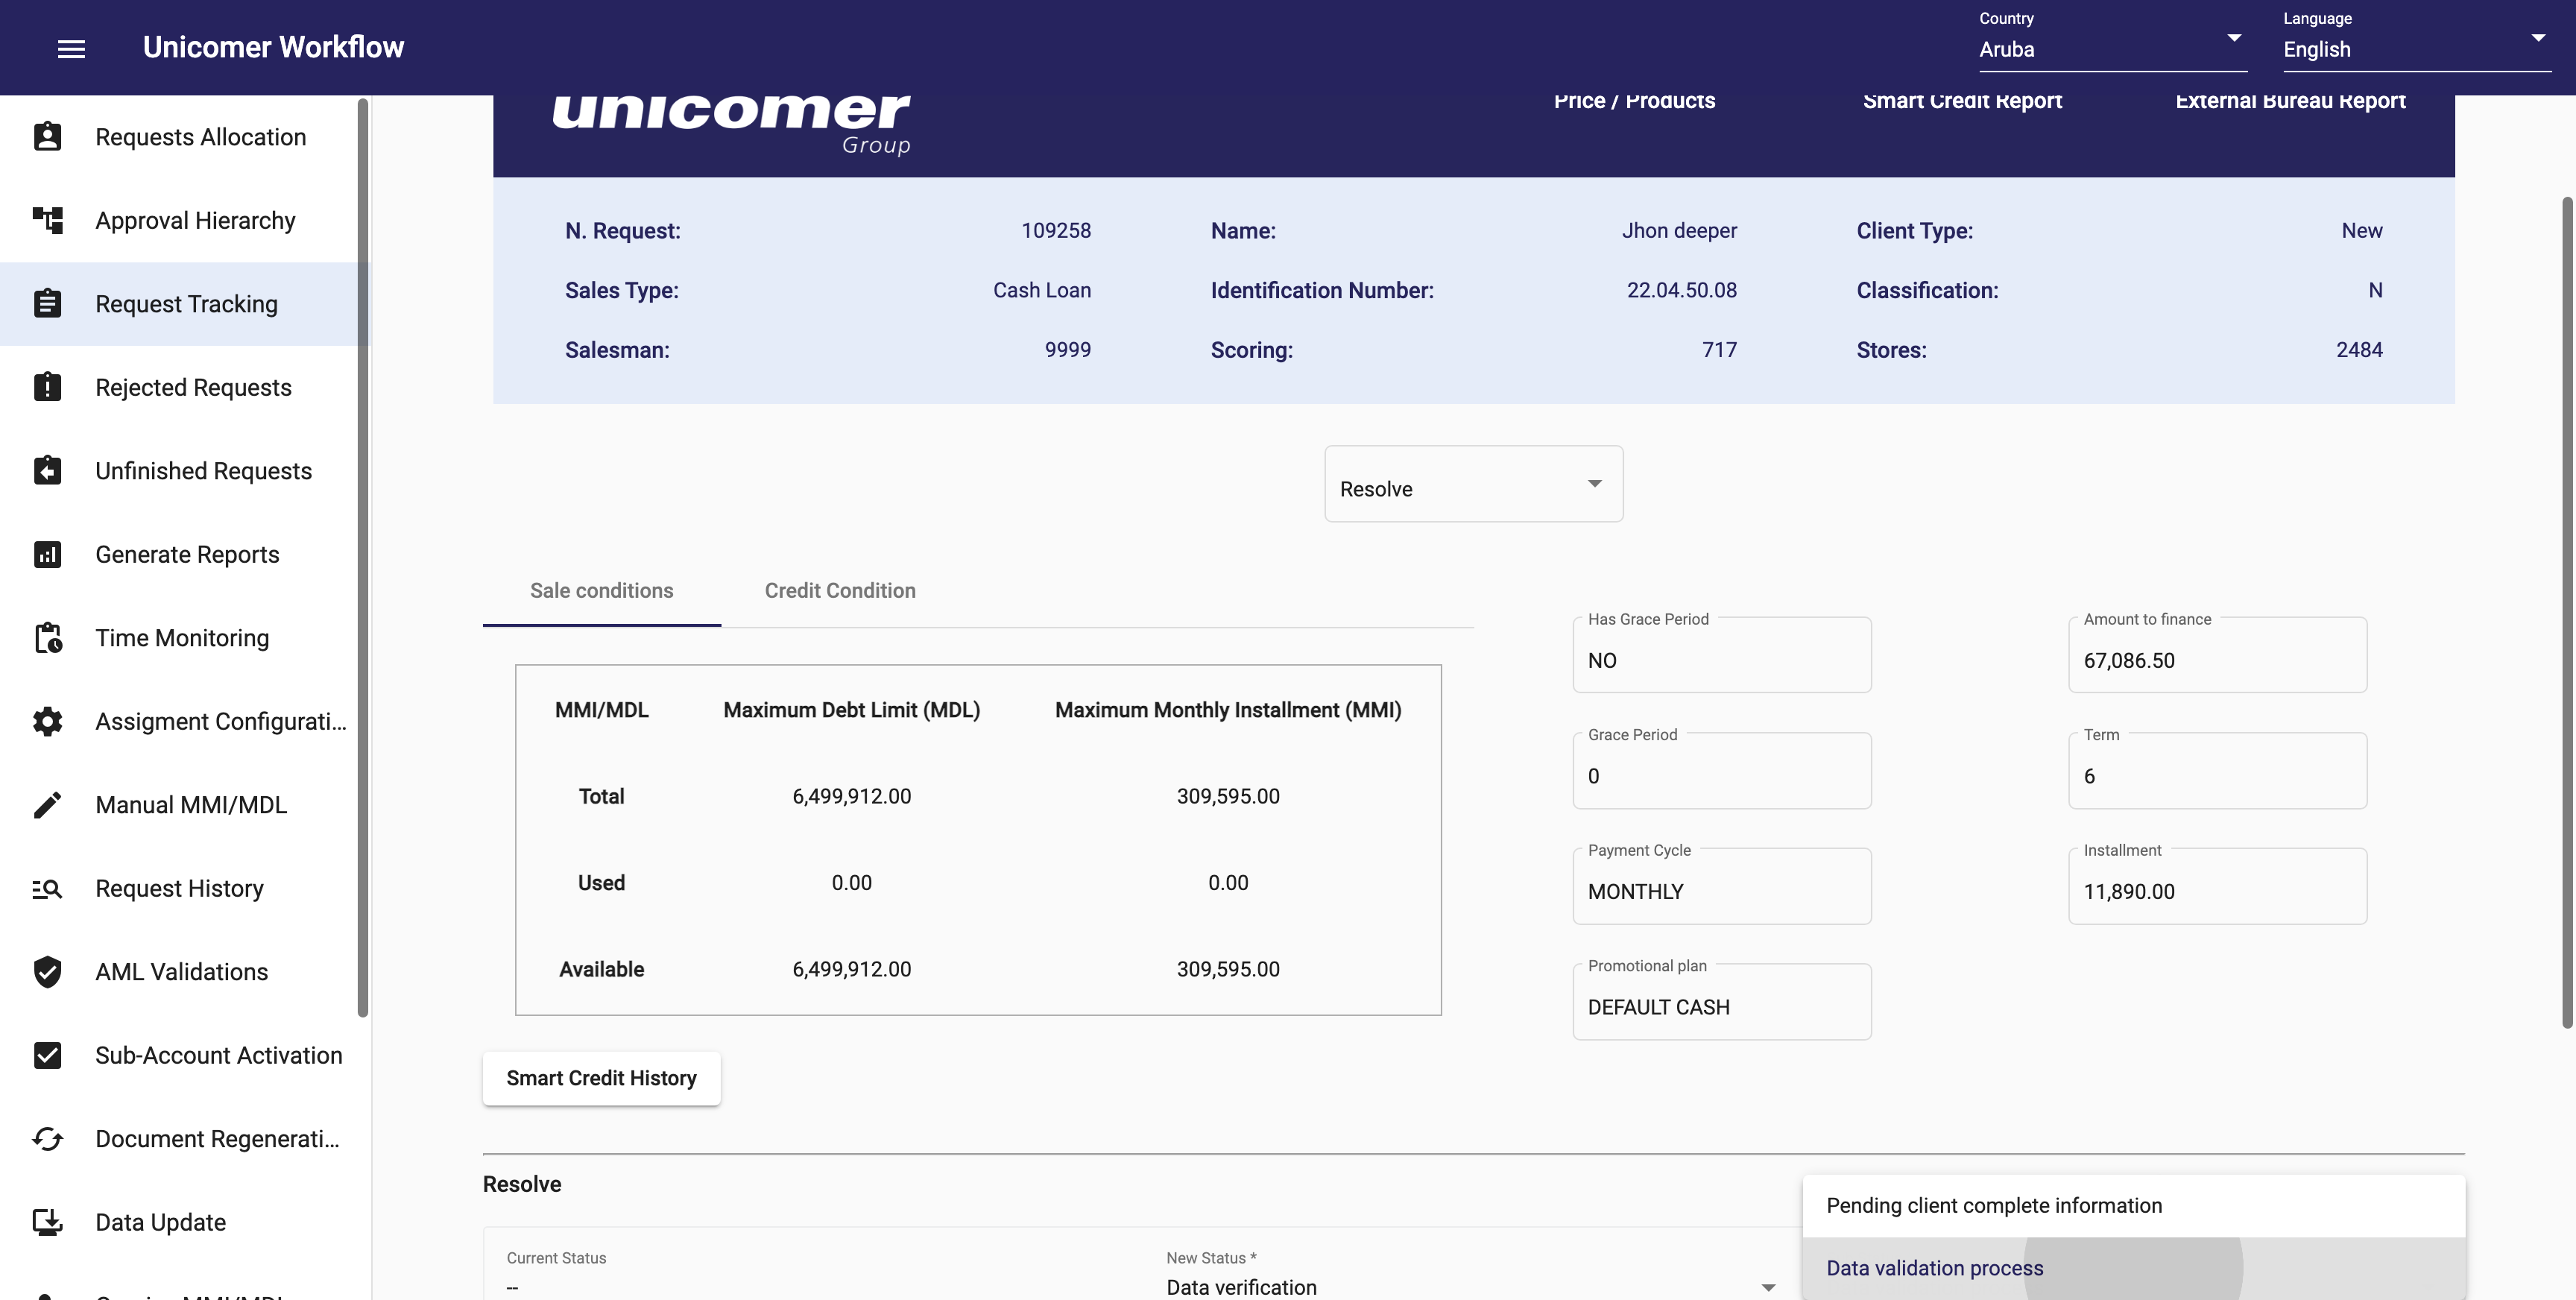 Unicomer Workflow
Country
Aruba
Language
English
Requests Allocation
Approval Hierarchy
Request Tracking
Rejected Requests
Unfinished Requests
Generate Reports
Time Monitoring
Assigment Configurati...
Manual MMI/MDL
Request History
AML Validations
Sub-Account Activation
Document Regenerati...
Data Update
unicomer
Group
Price / Products
Smart Credit Report
External Bureau Report
N. Request: 109258
Name: Jhon deeper
Client Type: New
Sales Type: Cash Loan
Identification Number: 22.04.50.08
Classification: N
Salesman: 9999
Scoring: 717
Stores: 2484
Resolve
Sale conditions
Credit Condition
MMI/MDL Maximum Debt Limit (MDL) Maximum Monthly Installment (MMI)
Total 6,499,912.00 309,595.00
Used 0.00 0.00
Available 6,499,912.00 309,595.00
Has Grace Period
NO
Amount to finance
67,086.50
Grace Period
0
Term
6
Payment Cycle
MONTHLY
Installment
11,890.00
Promotional plan
DEFAULT CASH
Smart Credit History
Resolve
Current Status
--
New Status *
Data verification
Pending client complete information
Data validation process